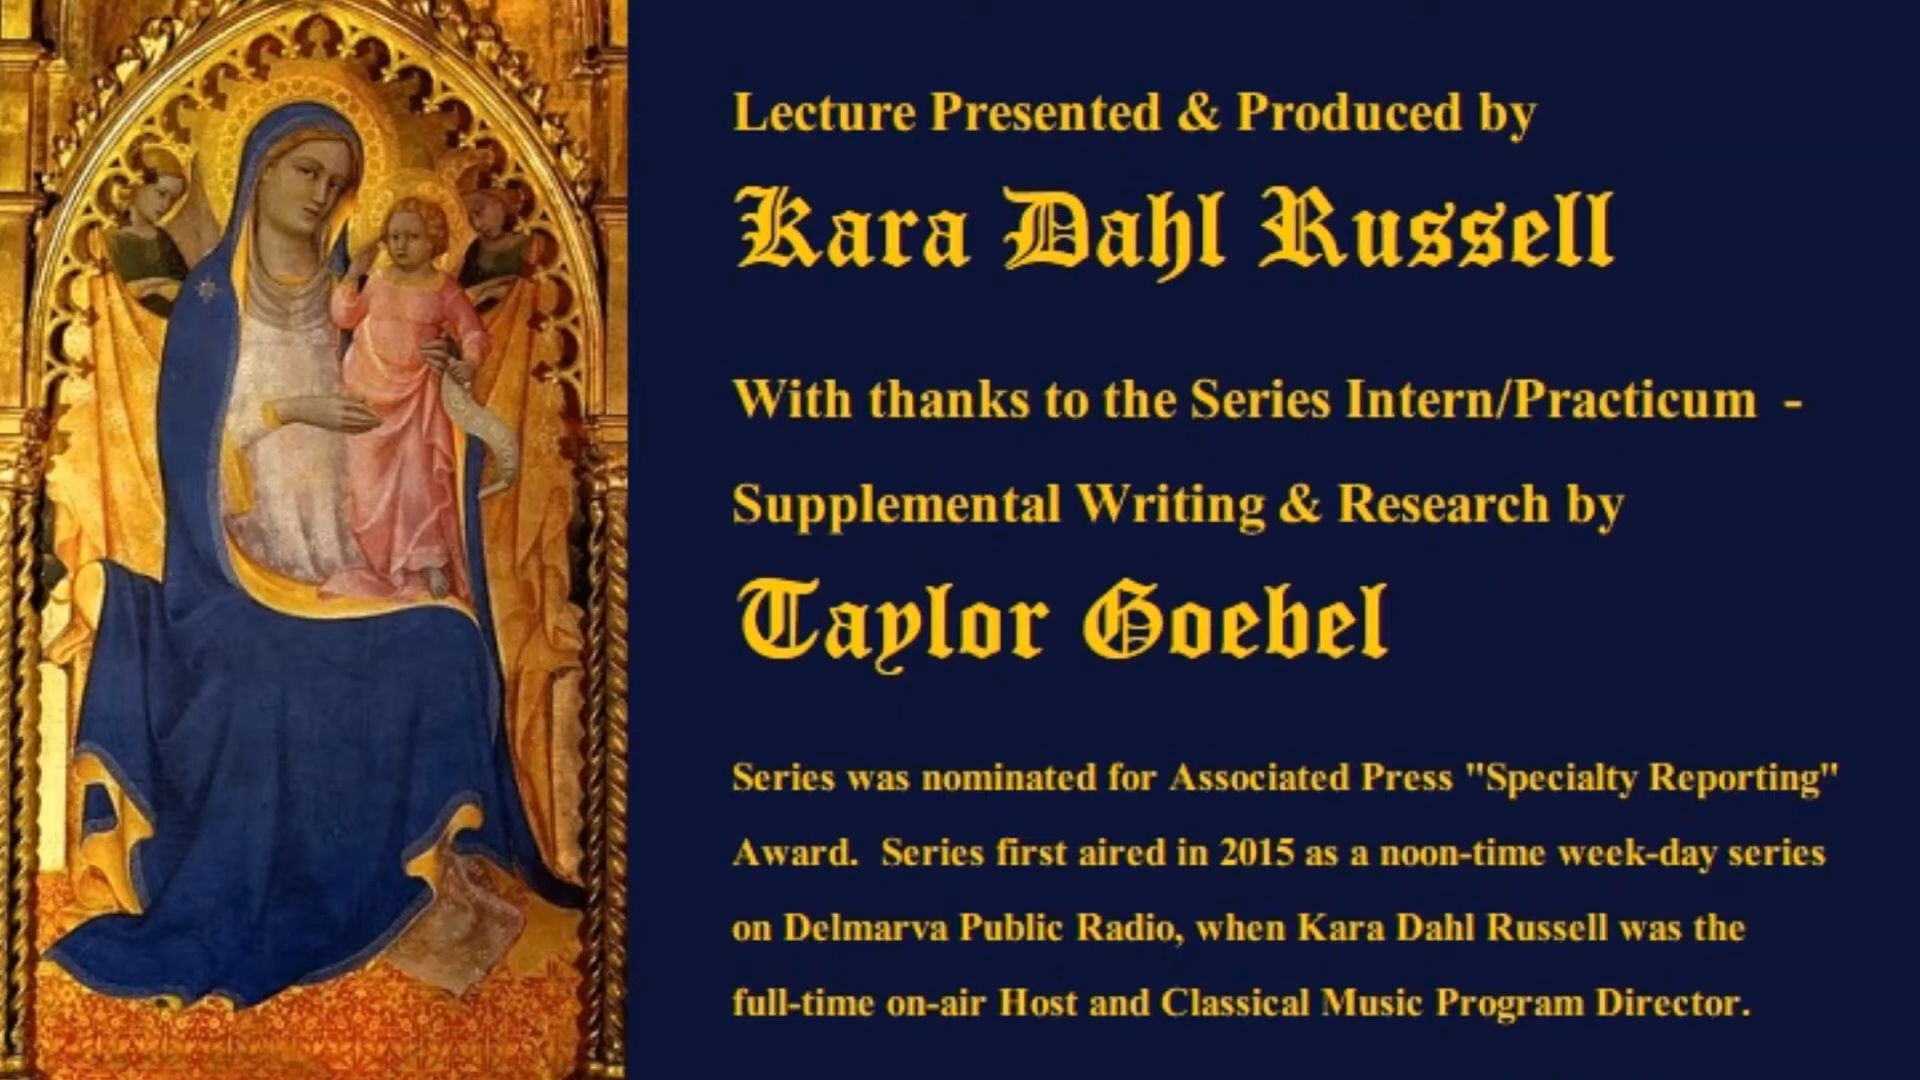 Lecture Presented & Produced by
Kara Dahl Russell
With thanks to the Series Intern/Practicum -
Supplemental Writing & Research by
Taylor Goebel
Series was nominated for Associated Press "Specialty Reporting"
Award. Series first aired in 2015 as a noon-time week-day series
on Delmarva Public Radio, when Kara Dahl Russell was the
full-time on-air Host and Classical Music Program Director.